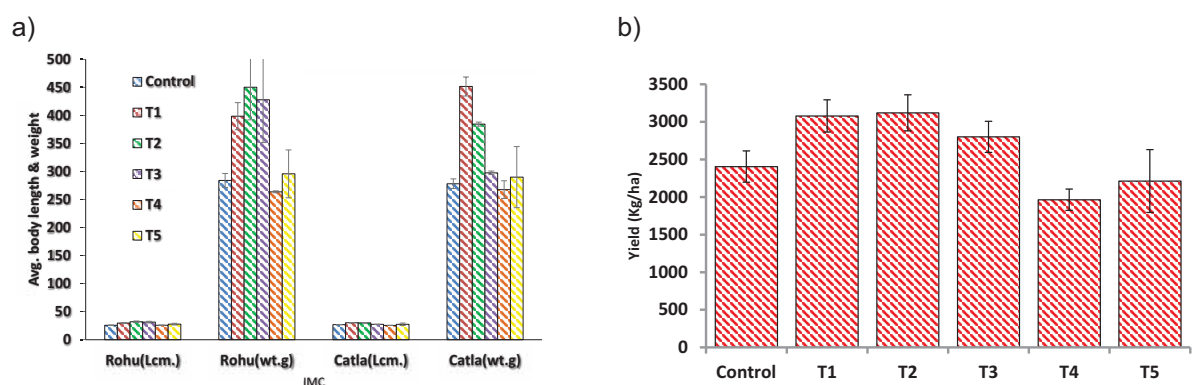 a)
500
450
400
350
300
250
200
150
100
50
0
Avg. body length & weight
Control
T1
T2
T3
T4
T5
Rohu(Lcm.) Rohu(wt.g) Catla(Lcm.) Catla(wt.g)
IMC
b)
3500
3000
2500
2000
1500
1000
500
0
Yield (Kg/ha)
Control T1 T2 T3 T4 T5